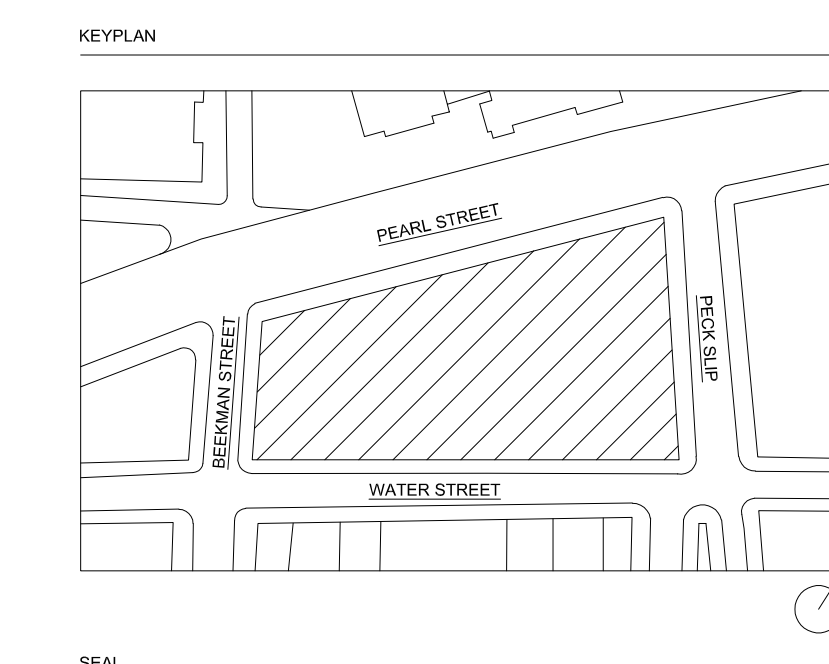 KEYPLAN
PEARL STREET
PECK SLIP
BEEKMAN STREET
WATER STREET
SEAL